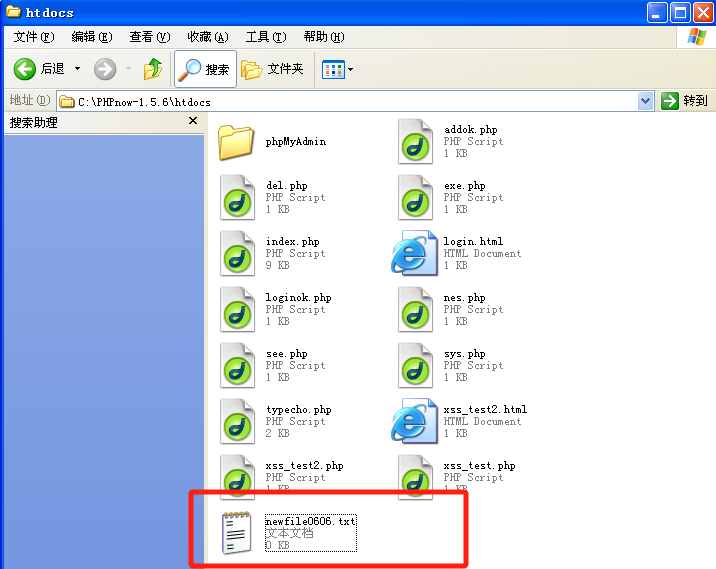 htdocs
文件(F) 编辑(E) 查看(V) 收藏(A) 工具(T) 帮助(H)
后退 搜索 文件夹
地址(D) C:\PHPnow-1.5.6\htdocs 转到
搜索助理
phpMyAdmin
addok.php
PHP Script
1 KB
del.php
PHP Script
1 KB
exe.php
PHP Script
1 KB
index.php
PHP Script
9 KB
login.html
HTML Document
1 KB
loginok.php
PHP Script
1 KB
nes.php
PHP Script
1 KB
see.php
PHP Script
1 KB
sys.php
PHP Script
1 KB
typecho.php
PHP Script
2 KB
xss_test2.html
HTML Document
1 KB
xss_test2.php
PHP Script
1 KB
xss_test.php
PHP Script
1 KB
newfile0606.txt
文本文档
0 KB